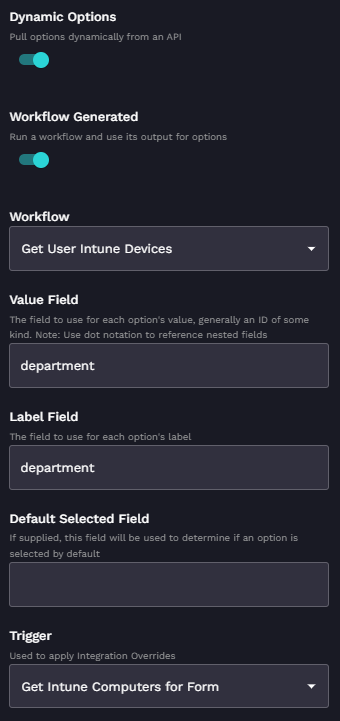 Dynamic Options
Pull options dynamically from an API
Workflow Generated
Run a workflow and use its output for options
Workflow
Get User Intune Devices
Value Field
The field to use for each option's value, generally an ID of some
kind. Note: Use dot notation to reference nested fields
department
Label Field
The field to use for each option's label
department
Default Selected Field
If supplied, this field will be used to determine if an option is
selected by default
Trigger
Used to apply Integration Overrides
Get Intune Computers for Form